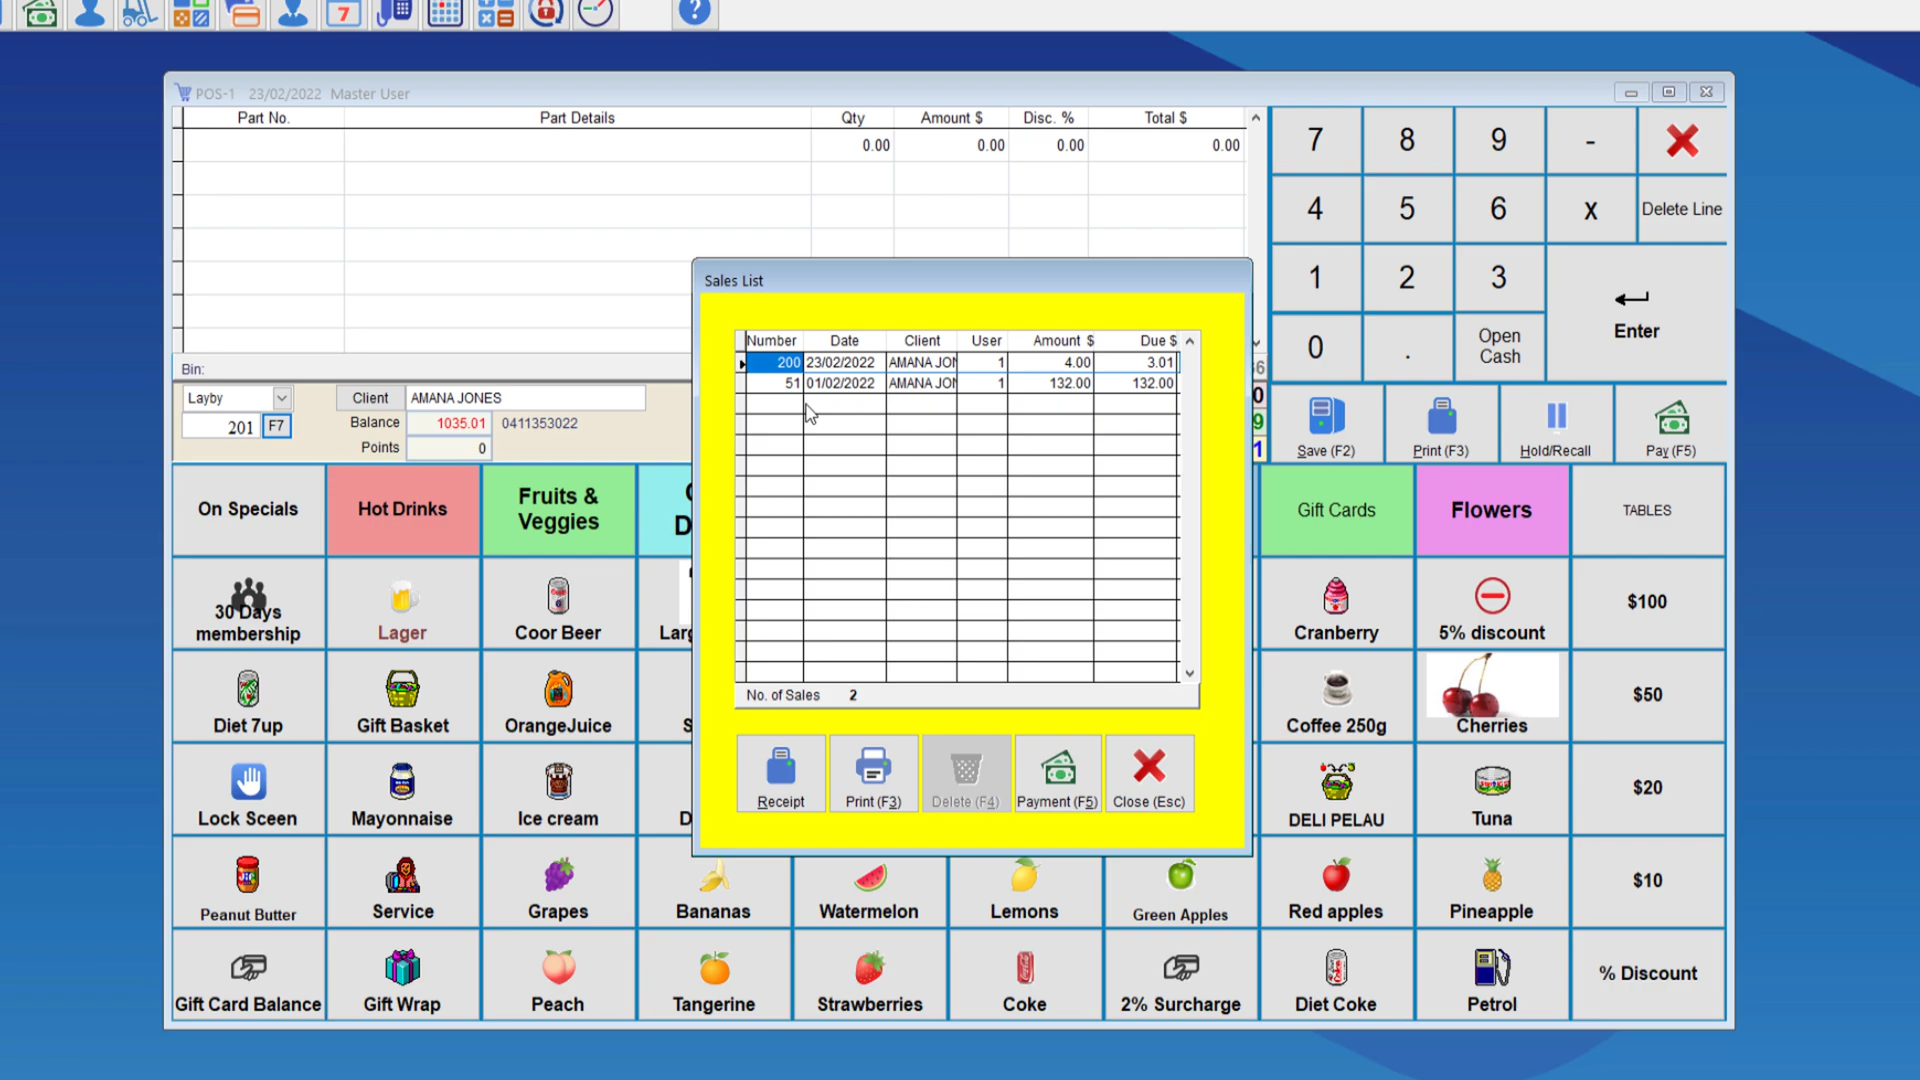 7
?
POS-1 23/02/2022 Master User
Part No. Part Details Qty Amount $ Disc. % Total $
0.00 0.00 0.00 0.00
7 8 9 -
4 5 6 X Delete Line
1 2 3
Enter
0 . Open Cash
Sales List
Number Date Client User Amount $ Due $
200 23/02/2022 AMANA JON 1 4.00 3.01
51 01/02/2022 AMANA JON 1 132.00 132.00
No. of Sales 2
Receipt Print (F3) Delete (F4) Payment (F5) Close (Esc)
Bin:
Layby Client AMANA JONES
201 F7 Balance 1035.01 0411353022
Points 0
Save (F2) Print (F3) Hold/Recall Pay (F5)
On Specials Hot Drinks Fruits & Veggies Gift Cards Flowers TABLES
30 Days membership Lager Coor Beer Cranberry 5% discount $100
Diet 7up Gift Basket OrangeJuice Coffee 250g Cherries $50
Lock Sceen Mayonnaise Ice cream DELI PELAU Tuna $20
Peanut Butter Service Grapes Bananas Watermelon Lemons Green Apples Red apples Pineapple $10
Gift Card Balance Gift Wrap Peach Tangerine Strawberries Coke 2% Surcharge Diet Coke Petrol % Discount